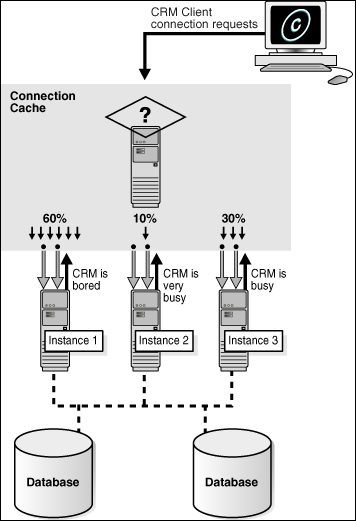 CRM Client
connection requests
C
Connection
Cache
?
60%
10%
30%
CRM is
bored
CRM is
very
busy
CRM is
busy
Instance 1
Instance 2
Instance 3
Database
Database